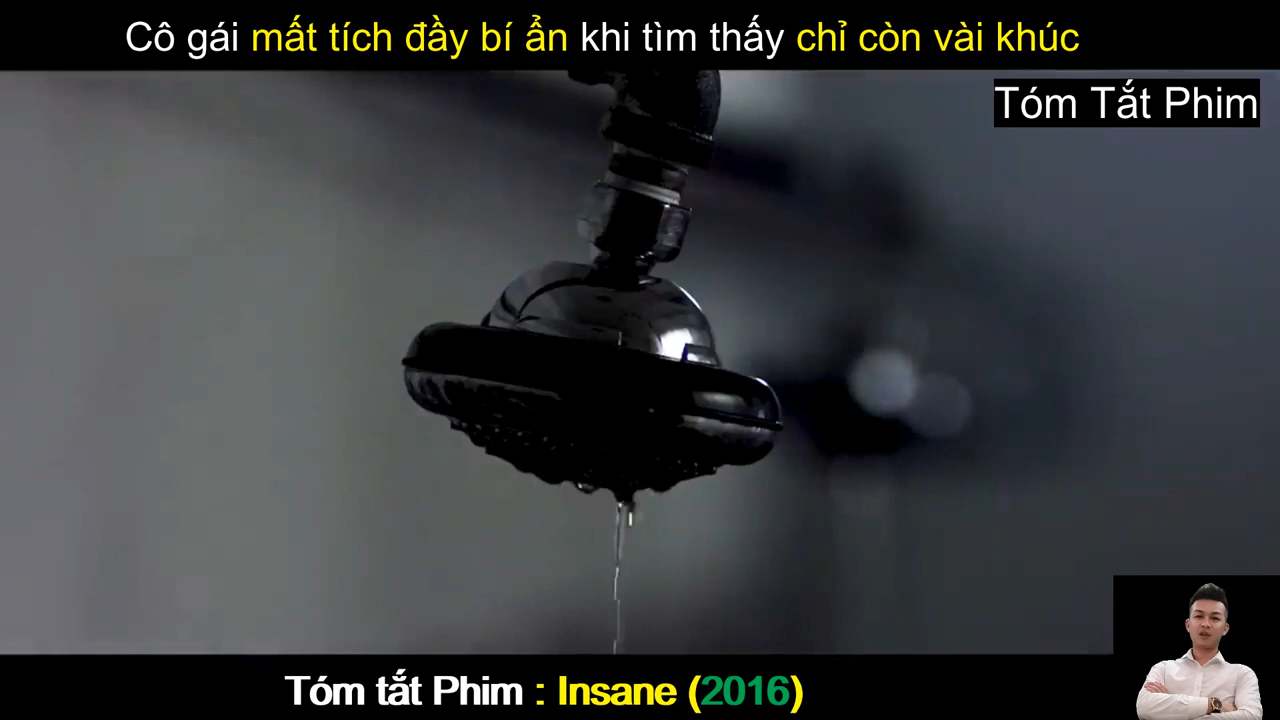 Cô gái mất tích đầy bí ẩn khi tìm thấy chỉ còn vài khúc
Tóm Tắt Phim
Tóm tắt Phim : Insane (2016)